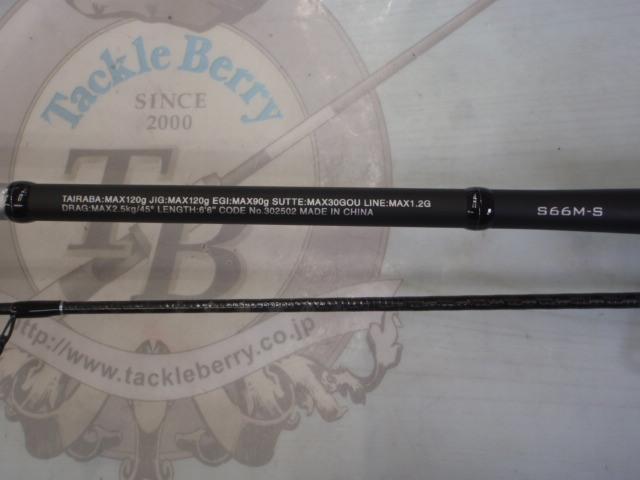 Tackle Berry
SINCE
2000
TB
TAIRABA:MAX120g JIG:MAX120g EGI:MAX90g SUTTE:MAX30GOU LINE:MAX1.2G
DRAG:MAX2.5kg/45° LENGTH:6'6" CODE No.302502 MADE IN CHINA
S66M-S
http://www.tackleberry.co.jp